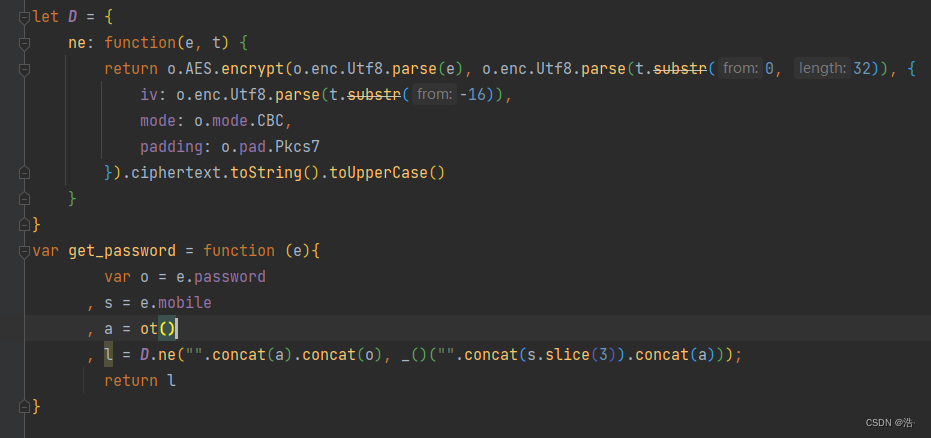 let D = {
    ne: function(e, t) {
        return o.AES.encrypt(o.enc.Utf8.parse(e), o.enc.Utf8.parse(t.substr( from: 0, length: 32)), {
            iv: o.enc.Utf8.parse(t.substr( from: -16)),
            mode: o.mode.CBC,
            padding: o.pad.Pkcs7
        }).ciphertext.toString().toUpperCase()
    }
}
var get_password = function (e){
        var o = e.password
      , s = e.mobile
      , a = ot()
      , l = D.ne("".concat(a).concat(o), _()("".concat(s.slice(3)).concat(a)));
        return l
}
CSDN @浩·